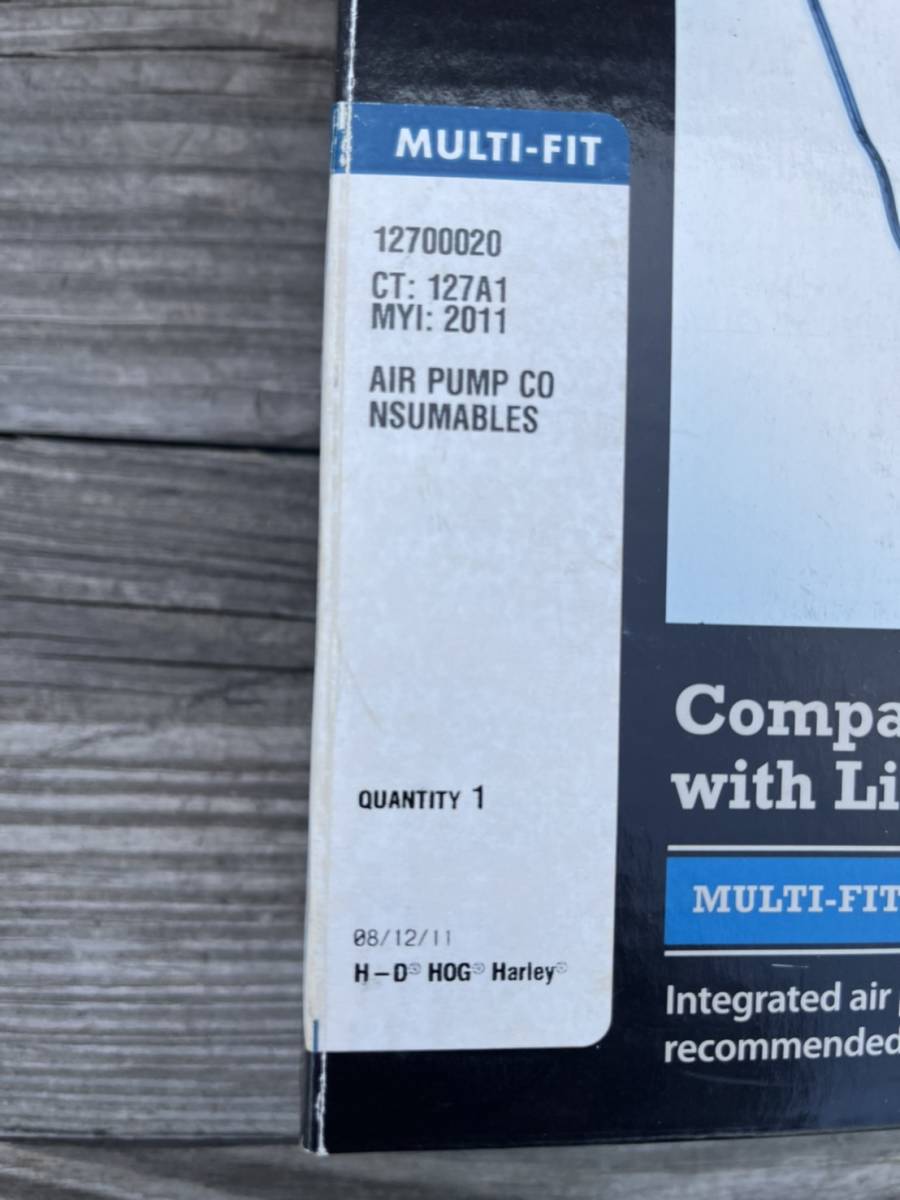 MULTI-FIT
12700020
CT: 127A1
MYI: 2011
AIR PUMP CO
NSUMABLES
QUANTITY 1
08/12/11
H-D® HOG® Harley®
Compa
with Li
MULTI-FIT
Integrated air
recommended